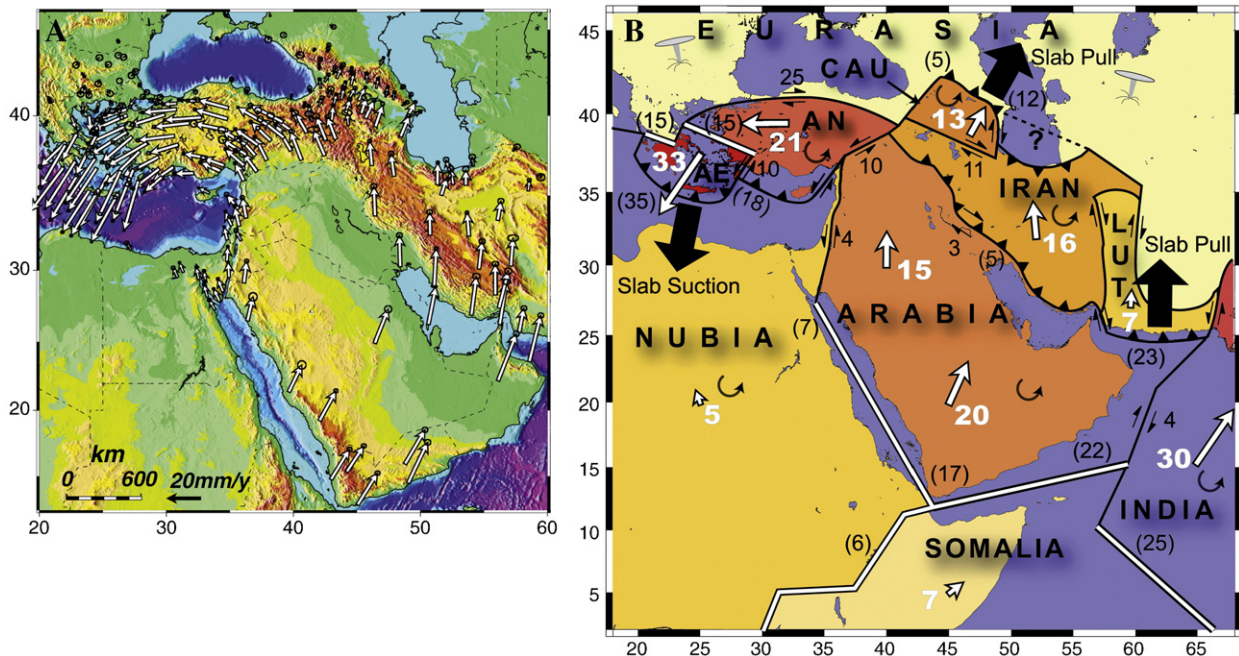 A
km
0 600
20mm/y
40
30
20
20 30 40 50 60
B
E U R A S I A
Slab Pull
CAU
(5)
25
(12)
(15)
(15)
AN
13
?
21
33
AE
10
10
11
IRAN
(35)
(18)
LUT
Slab Pull
4
3
(5)
16
Slab Suction
15
7
NUBIA
(7)
ARABIA
(23)
5
20
4
(17)
(22)
30
INDIA
(6)
SOMALIA
(25)
7
45
40
35
30
25
20
15
10
5
20 25 30 35 40 45 50 55 60 65